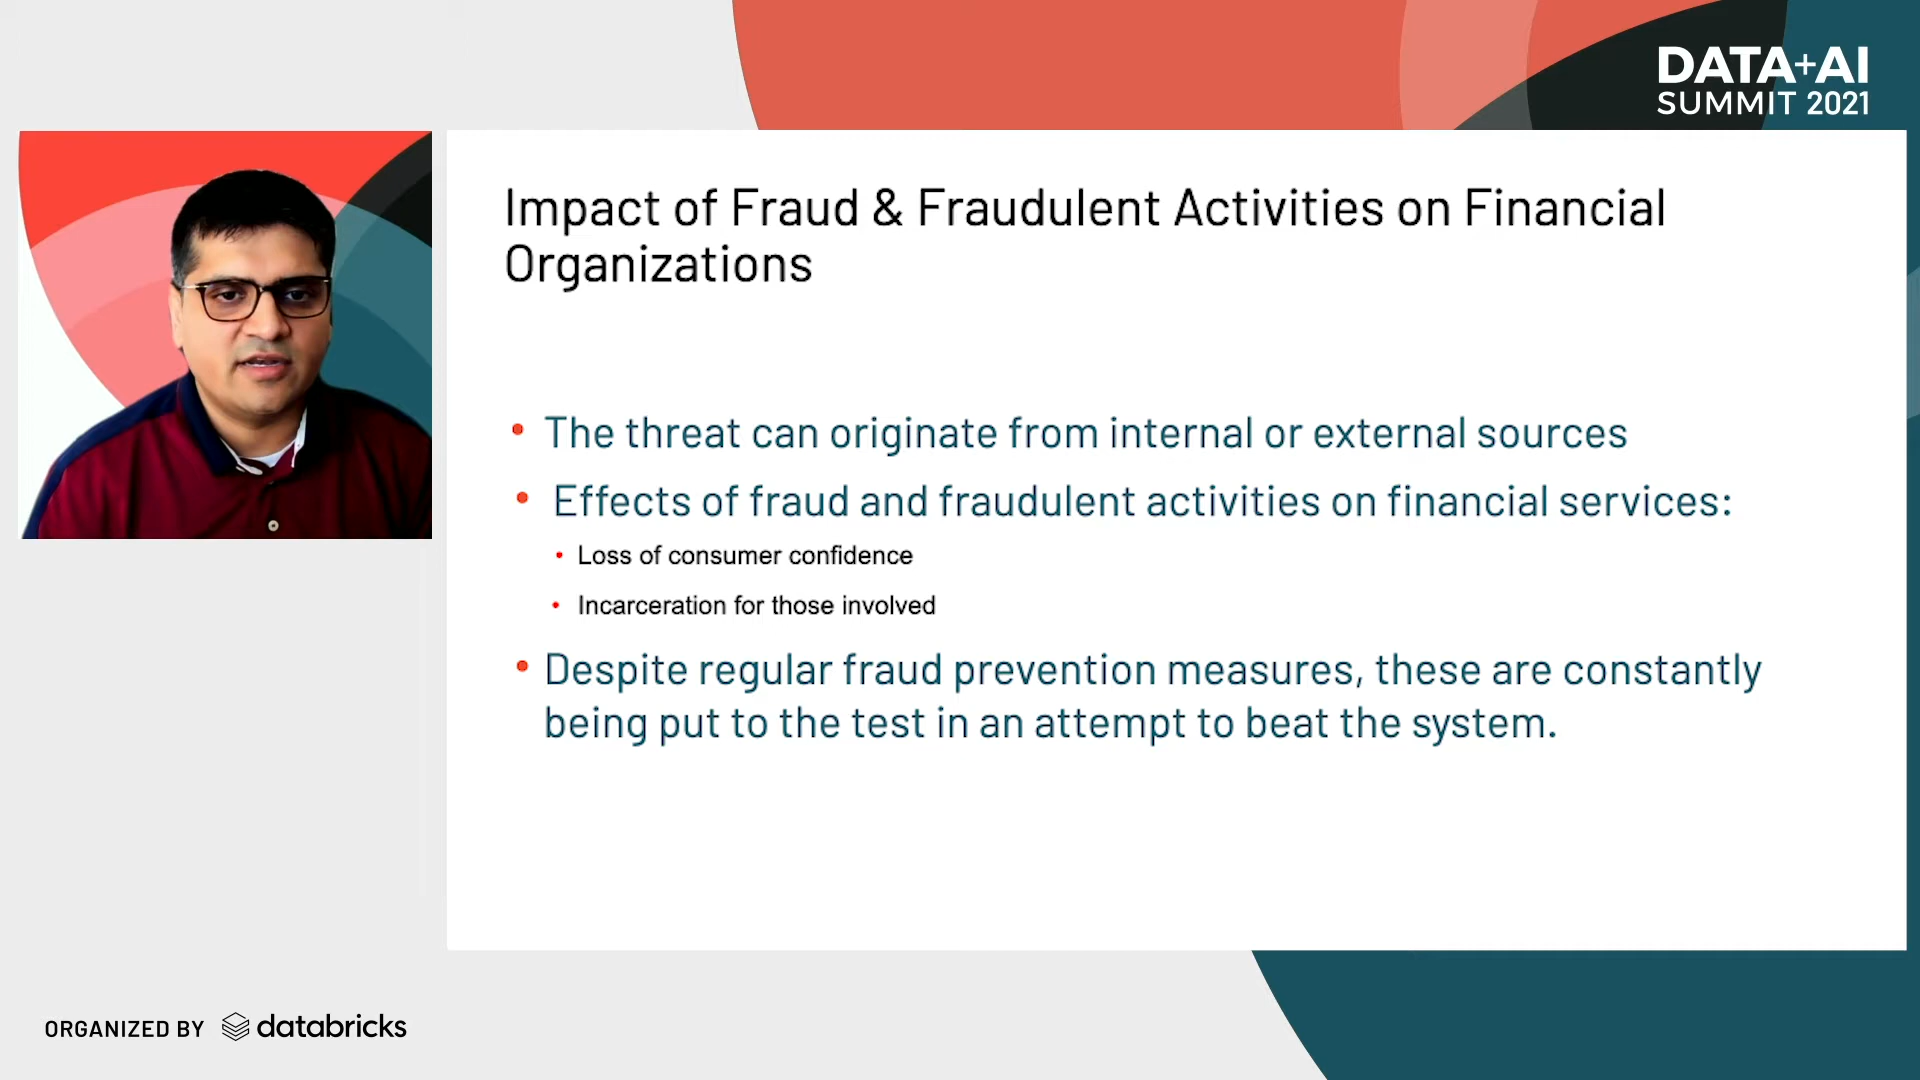 DATA+AI
SUMMIT 2021
Impact of Fraud & Fraudulent Activities on Financial
Organizations
• The threat can originate from internal or external sources
• Effects of fraud and fraudulent activities on financial services:
• Loss of consumer confidence
• Incarceration for those involved
• Despite regular fraud prevention measures, these are constantly
being put to the test in an attempt to beat the system.
ORGANIZED BY databricks